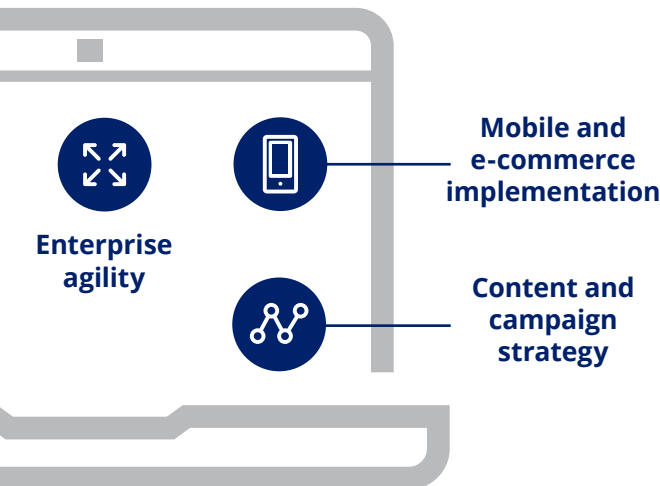 Mobile and
e-commerce
implementation
Enterprise
agility
Content and
campaign
strategy